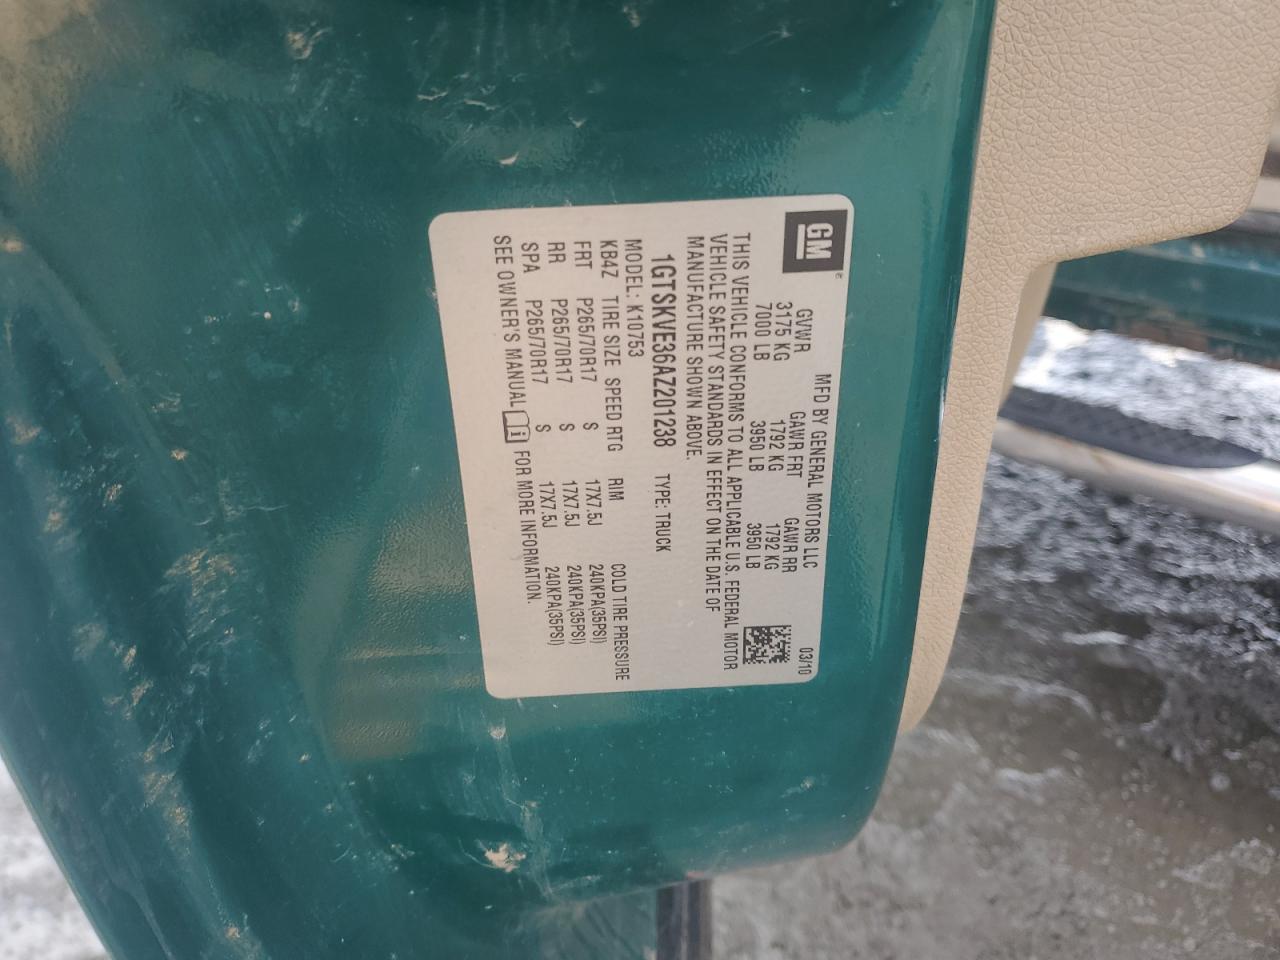 GM
MFD BY GENERAL MOTORS LLC 03/10
GVWR GAWR FRT GAWR RR
3175 KG 1792 KG 1792 KG
7000 LB 3950 LB 3950 LB
THIS VEHICLE CONFORMS TO ALL APPLICABLE U.S. FEDERAL MOTOR
VEHICLE SAFETY STANDARDS IN EFFECT ON THE DATE OF
MANUFACTURE SHOWN ABOVE.
1GTSKVE36AZ201238 TYPE: TRUCK
MODEL: K10753
KB4Z TIRE SIZE SPEED RTG RIM COLD TIRE PRESSURE
FRT P265/70R17 S 17X7.5J 240KPA(35PSI)
RR P265/70R17 S 17X7.5J 240KPA(35PSI)
SPA P265/70R17 S 17X7.5J 240KPA(35PSI)
SEE OWNER'S MANUAL FOR MORE INFORMATION.